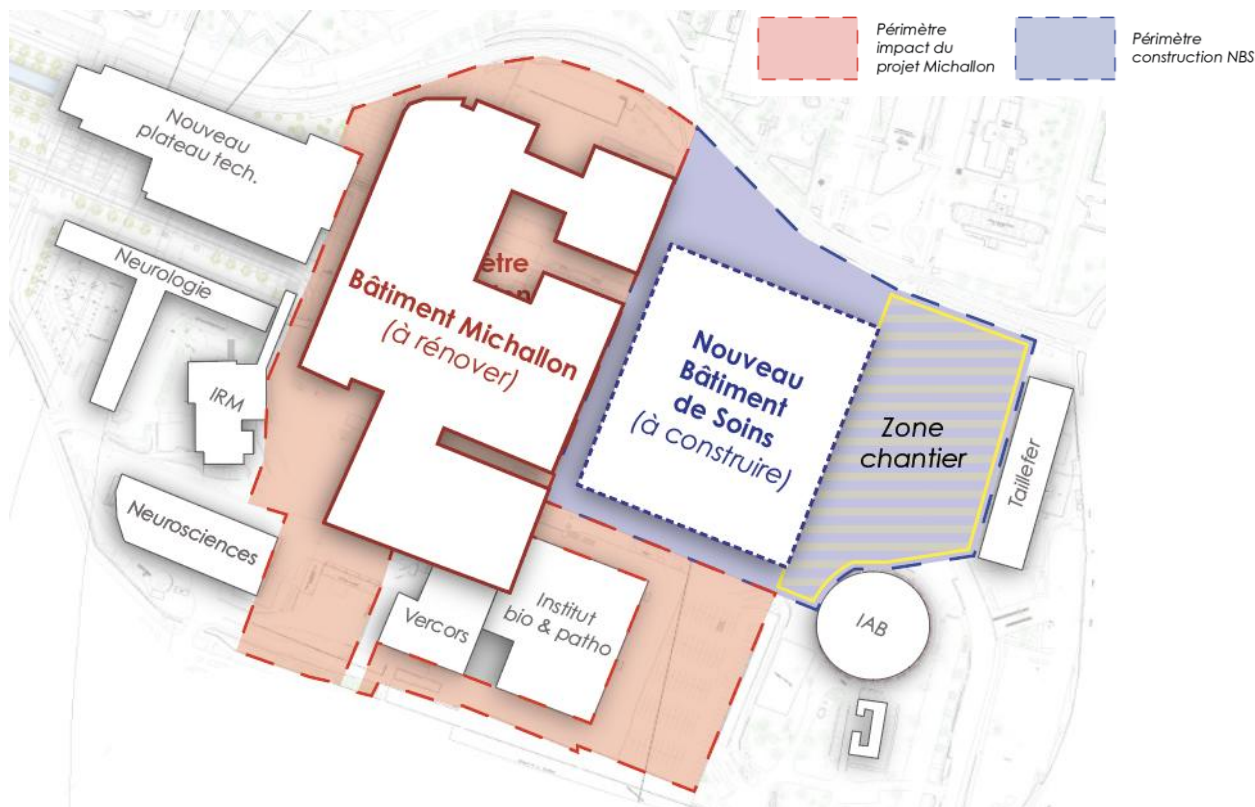 Périmètre
impact du
projet Michallon
Périmètre
construction NBS
Nouveau
plateau tech.
Neurologie
IRM
Neurosciences
être
Bâtiment Michallon
(à rénover)
Nouveau
Bâtiment
de Soins
(à construire)
Zone
chantier
Taillefer
Vercors
Institut
bio & patho
IAB